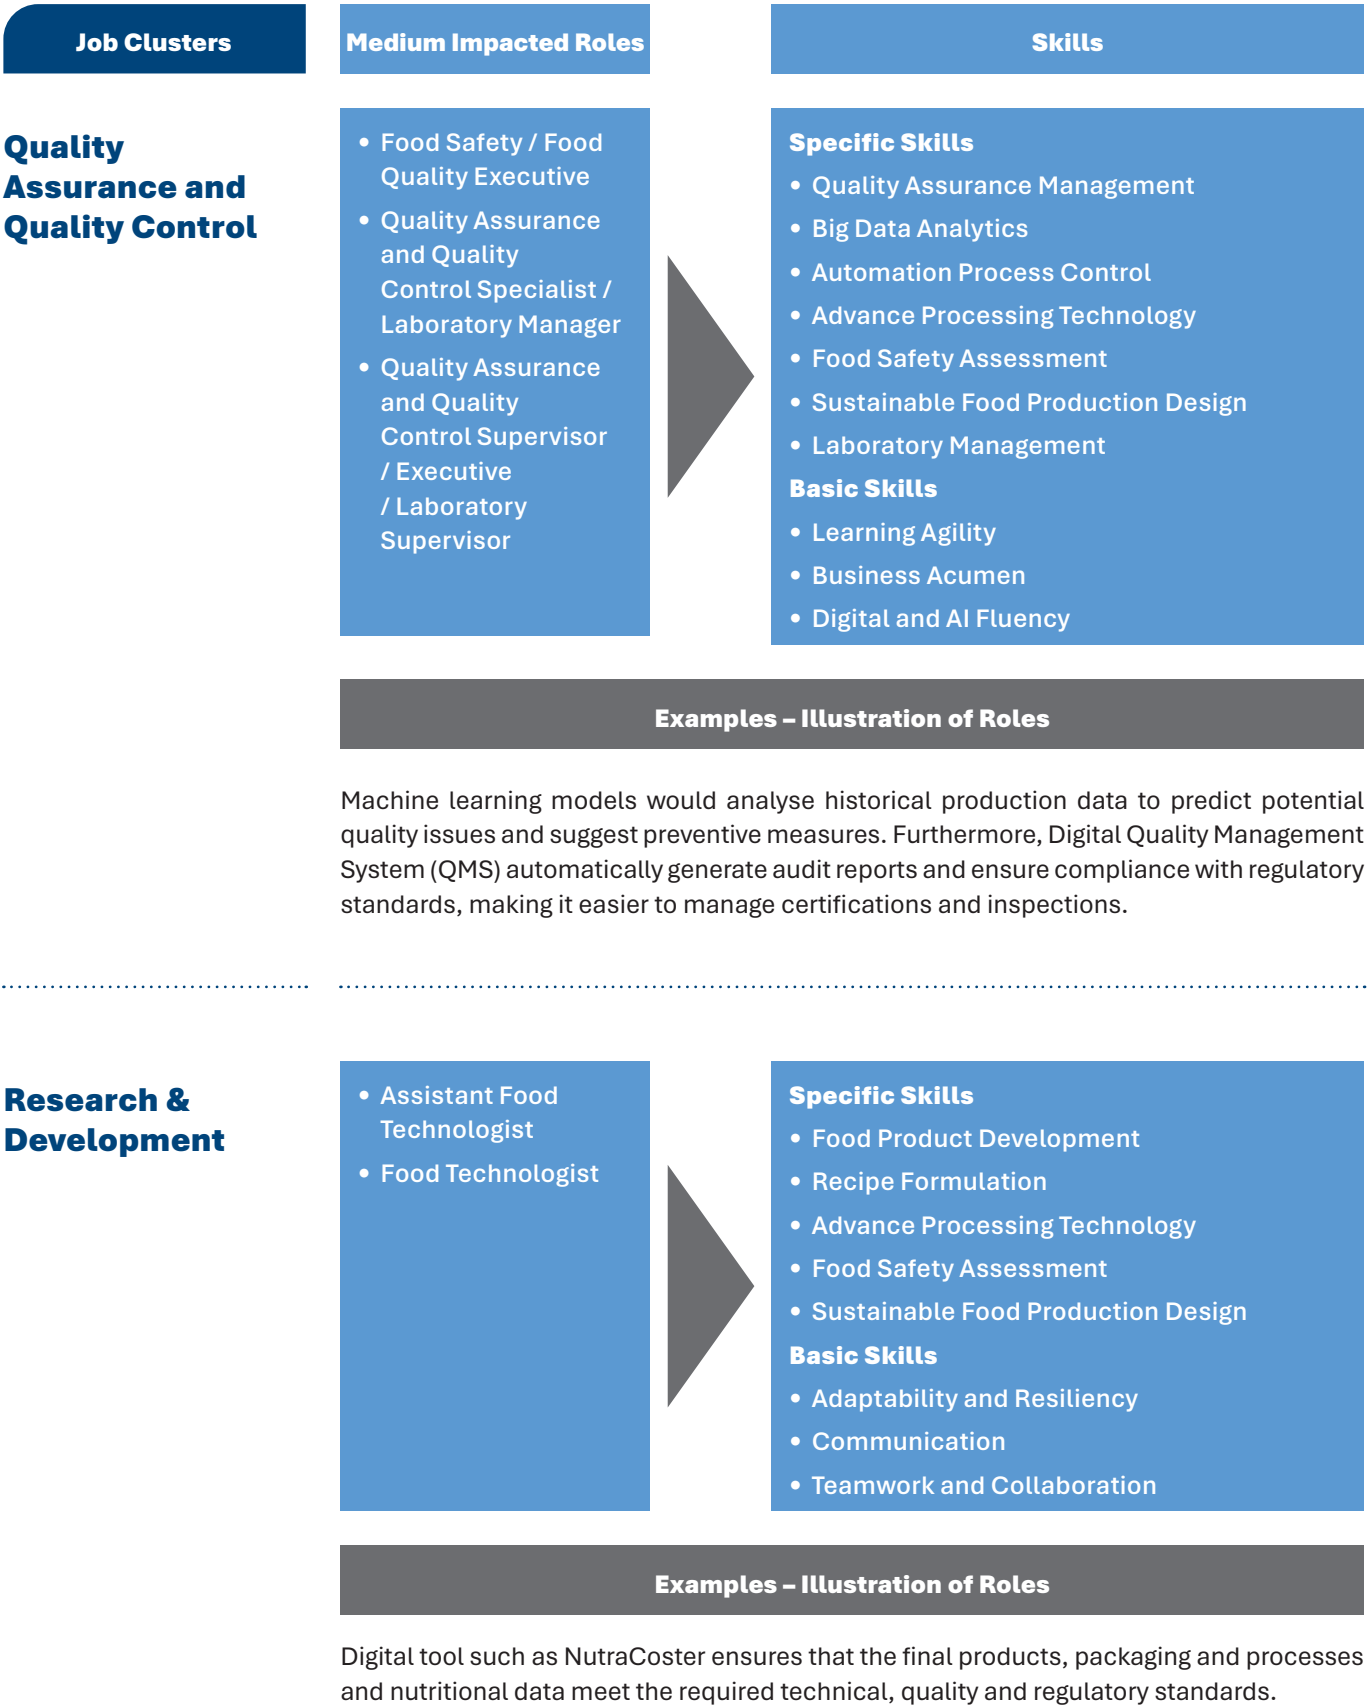 Job Clusters
Medium Impacted Roles
Skills
Quality
Assurance and
Quality Control
• Food Safety / Food
Quality Executive
• Quality Assurance
and Quality
Control Specialist /
Laboratory Manager
• Quality Assurance
and Quality
Control Supervisor
/ Executive
/ Laboratory
Supervisor
Specific Skills
• Quality Assurance Management
• Big Data Analytics
• Automation Process Control
• Advance Processing Technology
• Food Safety Assessment
• Sustainable Food Production Design
• Laboratory Management
Basic Skills
• Learning Agility
• Business Acumen
• Digital and AI Fluency
Examples – Illustration of Roles
Machine learning models would analyse historical production data to predict potential
quality issues and suggest preventive measures. Furthermore, Digital Quality Management
System (QMS) automatically generate audit reports and ensure compliance with regulatory
standards, making it easier to manage certifications and inspections.
Research &
Development
• Assistant Food
Technologist
• Food Technologist
Specific Skills
• Food Product Development
• Recipe Formulation
• Advance Processing Technology
• Food Safety Assessment
• Sustainable Food Production Design
Basic Skills
• Adaptability and Resiliency
• Communication
• Teamwork and Collaboration
Examples – Illustration of Roles
Digital tool such as NutraCoster ensures that the final products, packaging and processes
and nutritional data meet the required technical, quality and regulatory standards.